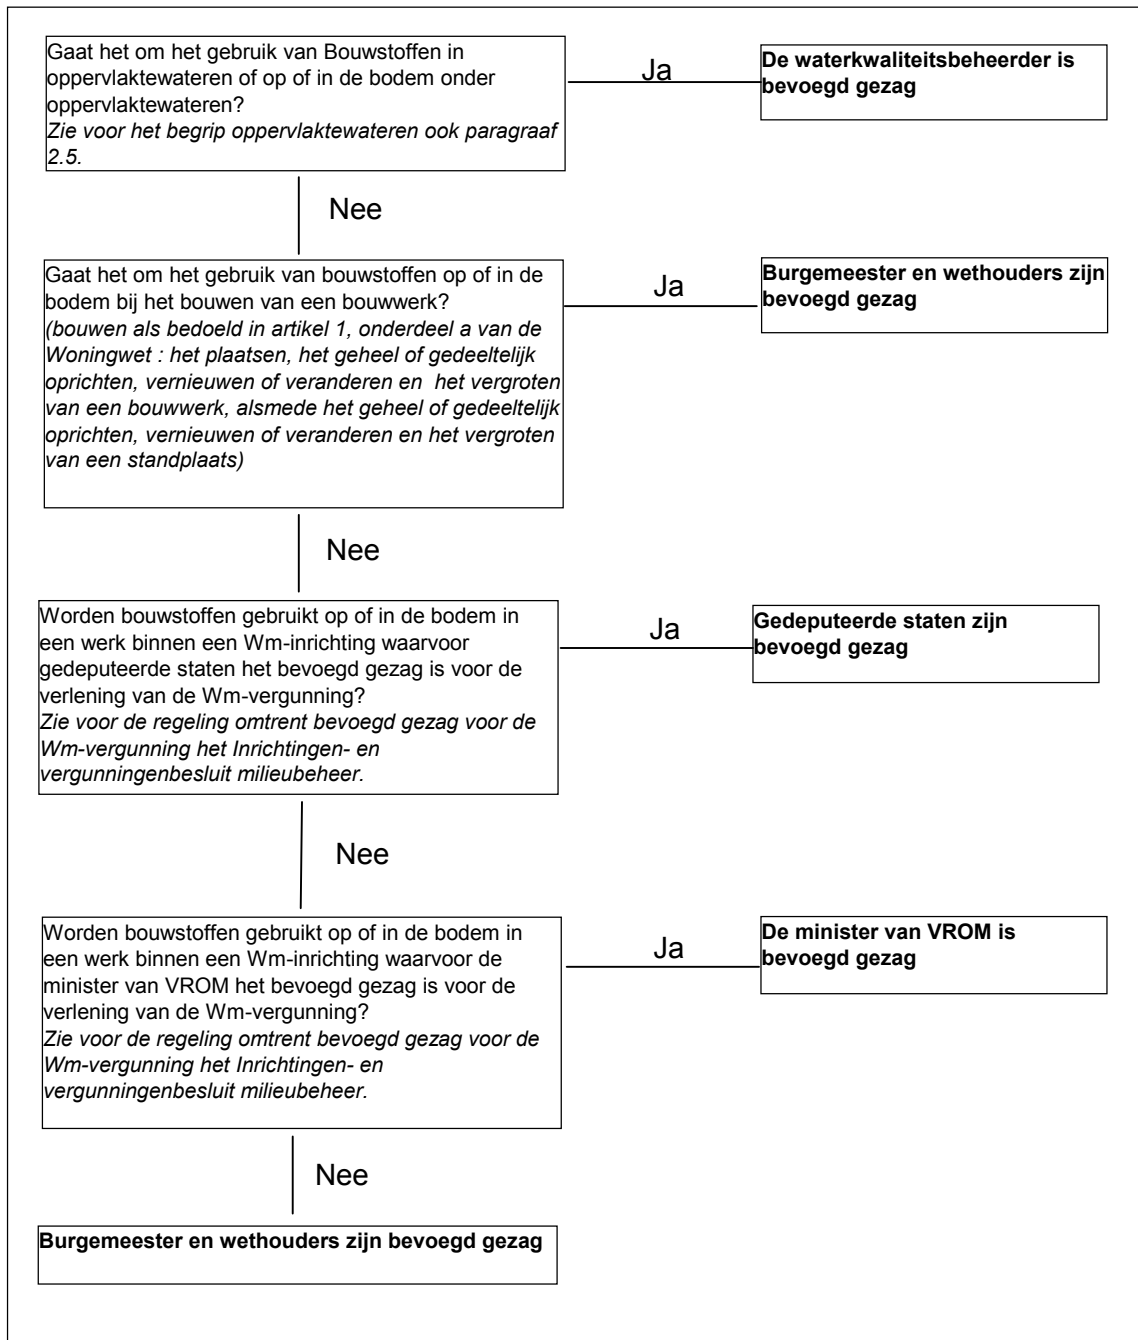 Gaat het om het gebruik van Bouwstoffen in
oppervlaktewateren of op of in de bodem onder
oppervlaktewateren?
Zie voor het begrip oppervlaktewateren ook paragraaf
2.5.
Ja
De waterkwaliteitsbeheerder is
bevoegd gezag
Nee
Gaat het om het gebruik van bouwstoffen op of in de
bodem bij het bouwen van een bouwwerk?
(bouwen als bedoeld in artikel 1, onderdeel a van de
Woningwet : het plaatsen, het geheel of gedeeltelijk
oprichten, vernieuwen of veranderen en  het vergroten
van een bouwwerk, alsmede het geheel of gedeeltelijk
oprichten, vernieuwen of veranderen en het vergroten
van een standplaats)
Ja
Burgemeester en wethouders zijn
bevoegd gezag
Nee
Worden bouwstoffen gebruikt op of in de bodem in
een werk binnen een Wm-inrichting waarvoor
gedeputeerde staten het bevoegd gezag is voor de
verlening van de Wm-vergunning?
Zie voor de regeling omtrent bevoegd gezag voor de
Wm-vergunning het Inrichtingen- en
vergunningenbesluit milieubeheer.
Ja
Gedeputeerde staten zijn
bevoegd gezag
Nee
Worden bouwstoffen gebruikt op of in de bodem in
een werk binnen een Wm-inrichting waarvoor de
minister van VROM het bevoegd gezag is voor de
verlening van de Wm-vergunning?
Zie voor de regeling omtrent bevoegd gezag voor de
Wm-vergunning het Inrichtingen- en
vergunningenbesluit milieubeheer.
Ja
De minister van VROM is
bevoegd gezag
Nee
Burgemeester en wethouders zijn bevoegd gezag